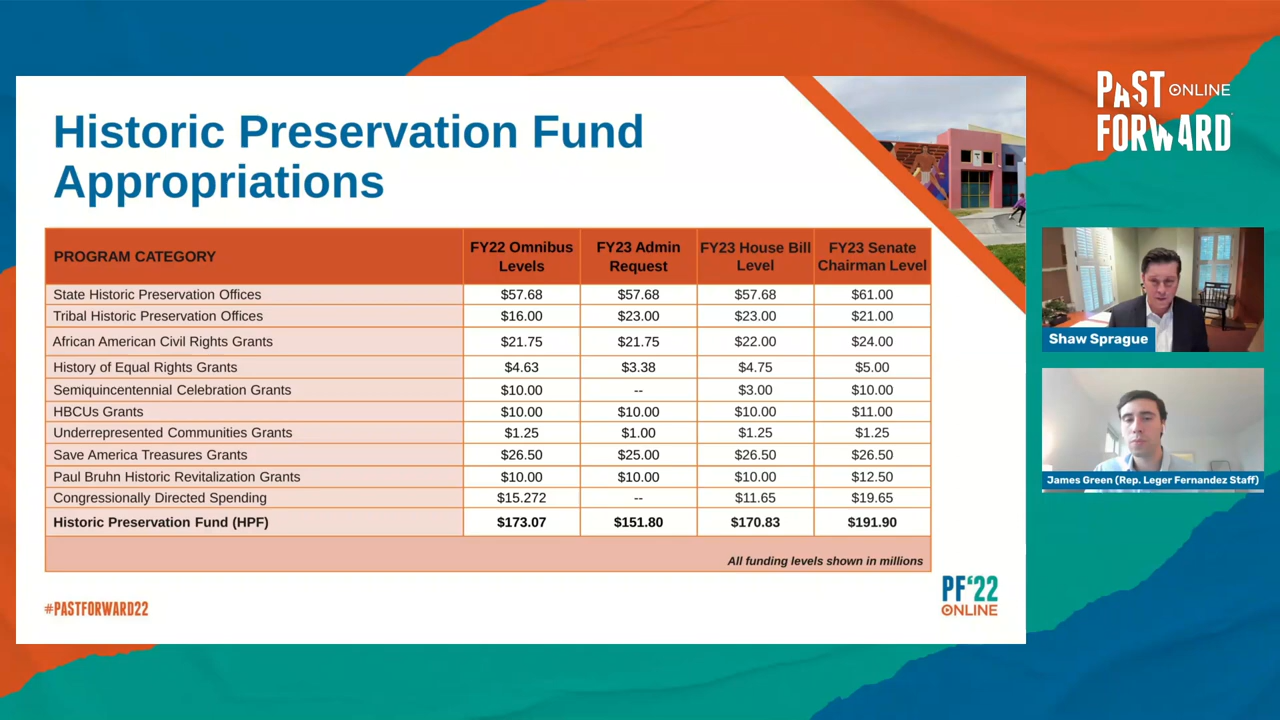 Historic Preservation Fund
Appropriations
PROGRAM CATEGORY FY22 Omnibus Levels FY23 Admin Request FY23 House Bill Level FY23 Senate Chairman Level
State Historic Preservation Offices $57.68 $57.68 $57.68 $61.00
Tribal Historic Preservation Offices $16.00 $23.00 $23.00 $21.00
African American Civil Rights Grants $21.75 $21.75 $22.00 $24.00
History of Equal Rights Grants $4.63 $3.38 $4.75 $5.00
Semiquincentennial Celebration Grants $10.00 -- $3.00 $10.00
HBCUs Grants $10.00 $10.00 $10.00 $11.00
Underrepresented Communities Grants $1.25 $1.00 $1.25 $1.25
Save America Treasures Grants $26.50 $25.00 $26.50 $26.50
Paul Bruhn Historic Revitalization Grants $10.00 $10.00 $10.00 $12.50
Congressionally Directed Spending $15.272 -- $11.65 $19.65
Historic Preservation Fund (HPF) $173.07 $151.80 $170.83 $191.90
All funding levels shown in millions
#PASTFORWARD22
PF‘22
ONLINE
PAST ONLINE
FORWARD
Shaw Sprague
James Green (Rep. Leger Fernandez Staff)